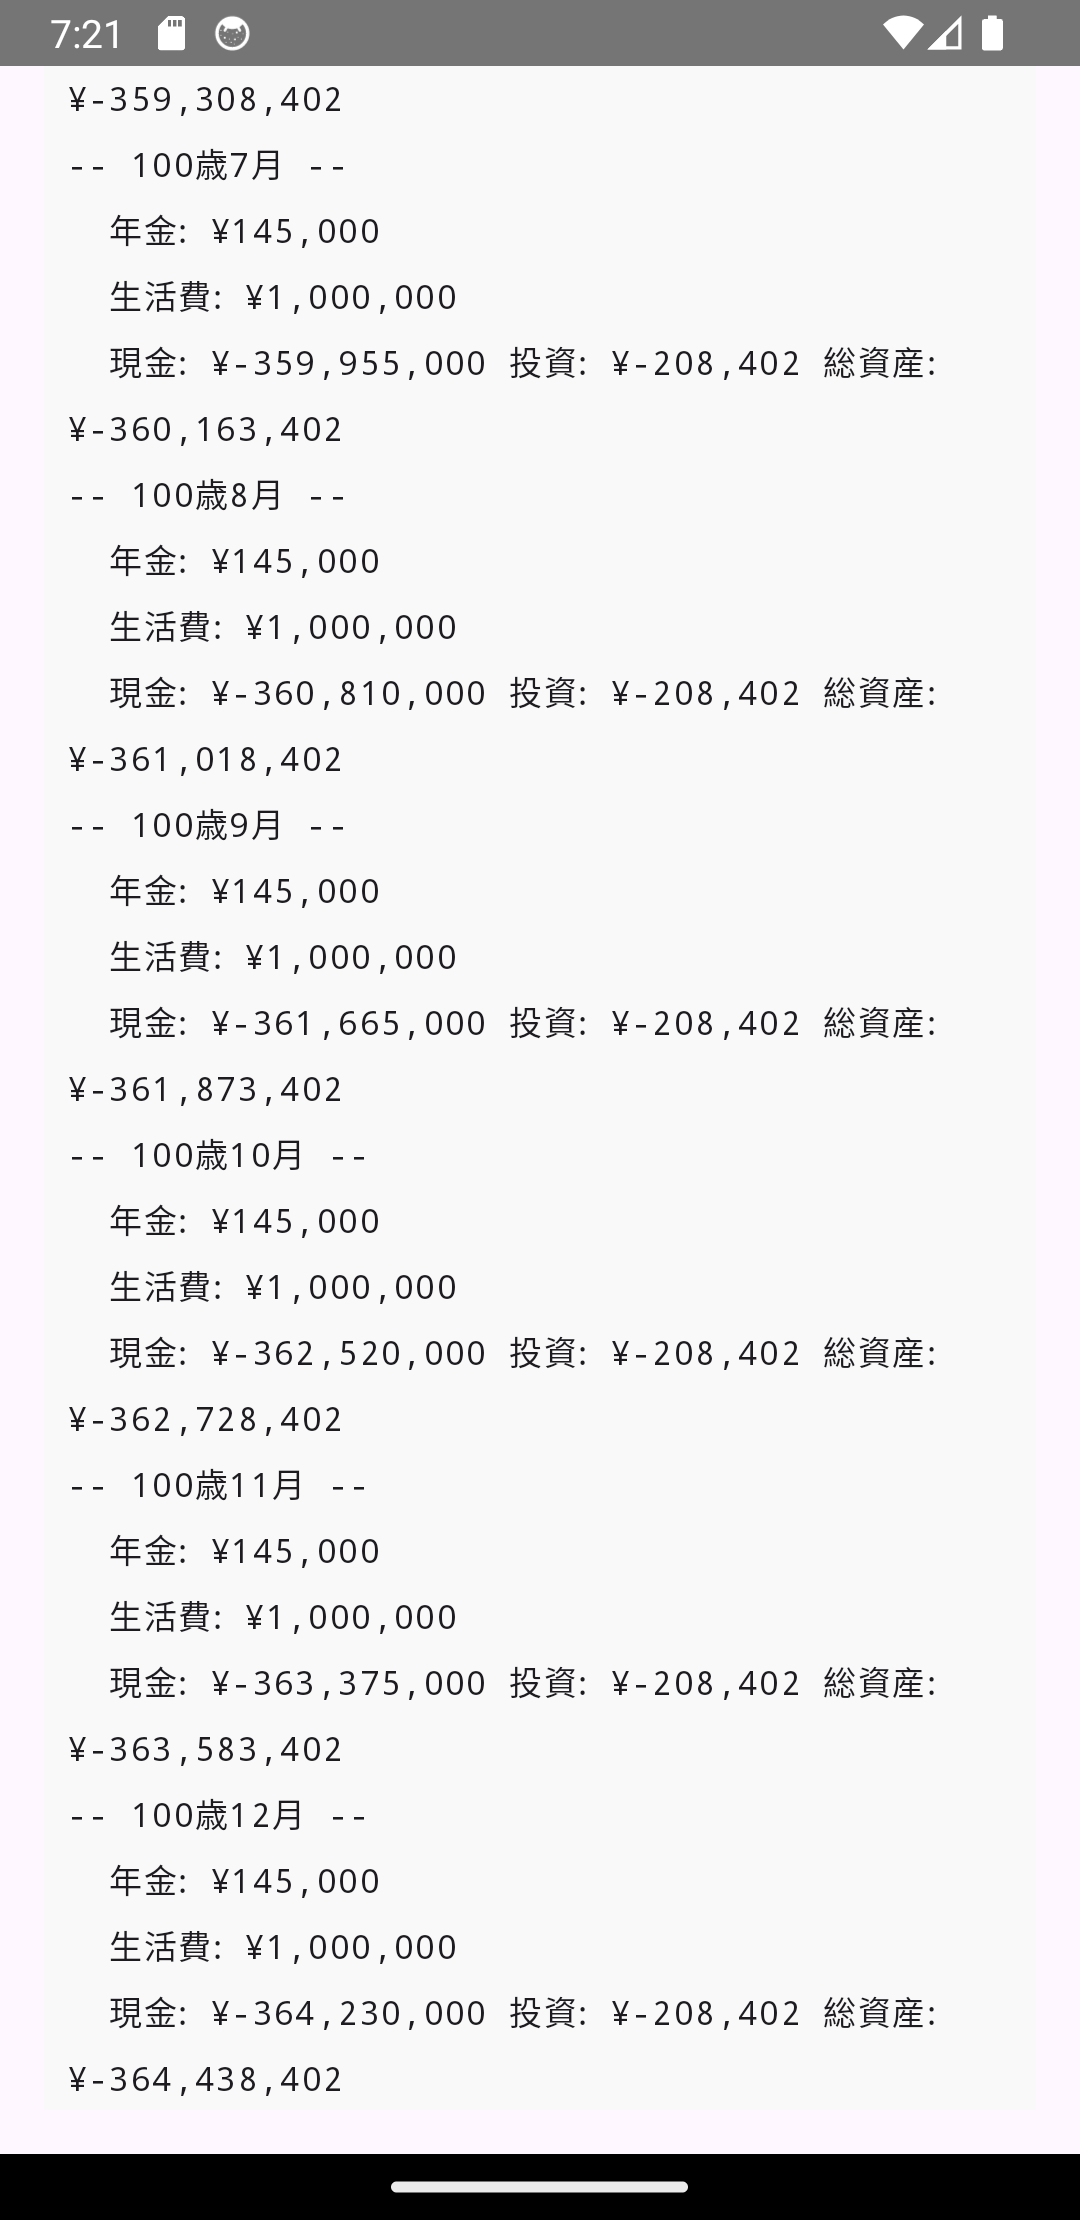 7:21
¥-359,308,402
-- 100歳7月 --
年金: ¥145,000
生活費: ¥1,000,000
現金: ¥-359,955,000 投資: ¥-208,402 総資産:
¥-360,163,402
-- 100歳8月 --
年金: ¥145,000
生活費: ¥1,000,000
現金: ¥-360,810,000 投資: ¥-208,402 総資産:
¥-361,018,402
-- 100歳9月 --
年金: ¥145,000
生活費: ¥1,000,000
現金: ¥-361,665,000 投資: ¥-208,402 総資産:
¥-361,873,402
-- 100歳10月 --
年金: ¥145,000
生活費: ¥1,000,000
現金: ¥-362,520,000 投資: ¥-208,402 総資産:
¥-362,728,402
-- 100歳11月 --
年金: ¥145,000
生活費: ¥1,000,000
現金: ¥-363,375,000 投資: ¥-208,402 総資産:
¥-363,583,402
-- 100歳12月 --
年金: ¥145,000
生活費: ¥1,000,000
現金: ¥-364,230,000 投資: ¥-208,402 総資産:
¥-364,438,402